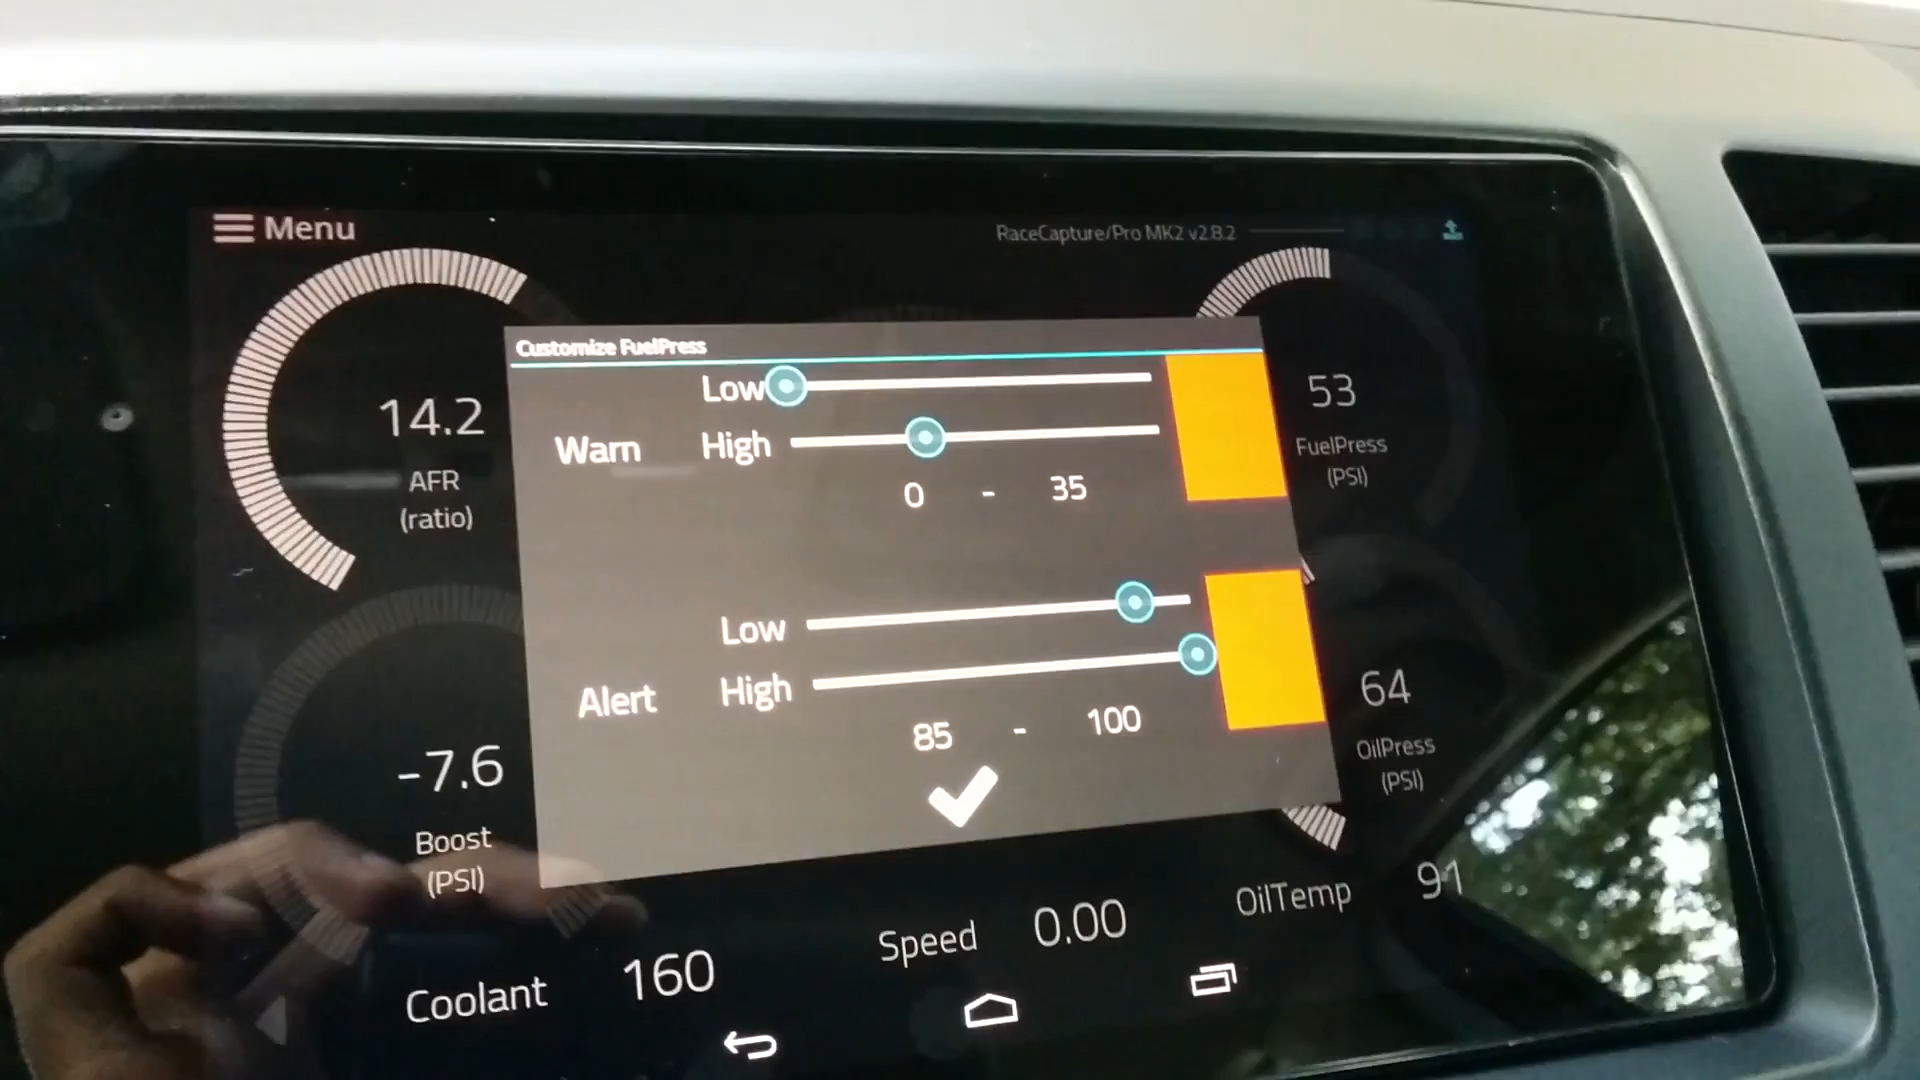 Menu
RaceCapture/Pro MK2 v2.8.2
Customize FuelPress
Low
Warn
High
0 - 35
Low
Alert
High
85 - 100
14.2
AFR
(ratio)
53
FuelPress
(PSI)
-7.6
Boost
(PSI)
64
OilPress
(PSI)
Coolant 160
Speed 0.00
OilTemp 91